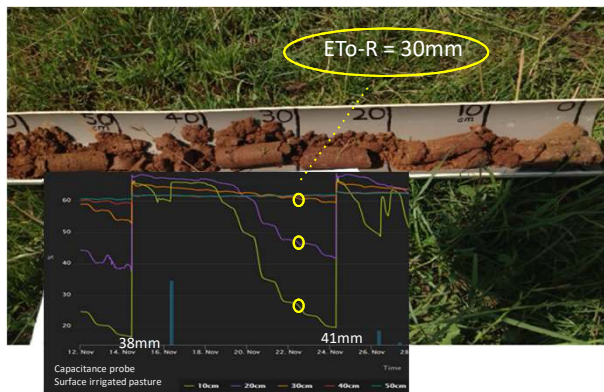 ETo-R = 30mm
50 40 30 20 10 0
cm cm
60
50
40
30
20
%
38mm 41mm
12. Nov 14. Nov 16. Nov 18. Nov 20. Nov 22. Nov 24. Nov 26. Nov 28
Time
Capacitance probe
Surface irrigated pasture
10cm 20cm 30cm 40cm 50cm